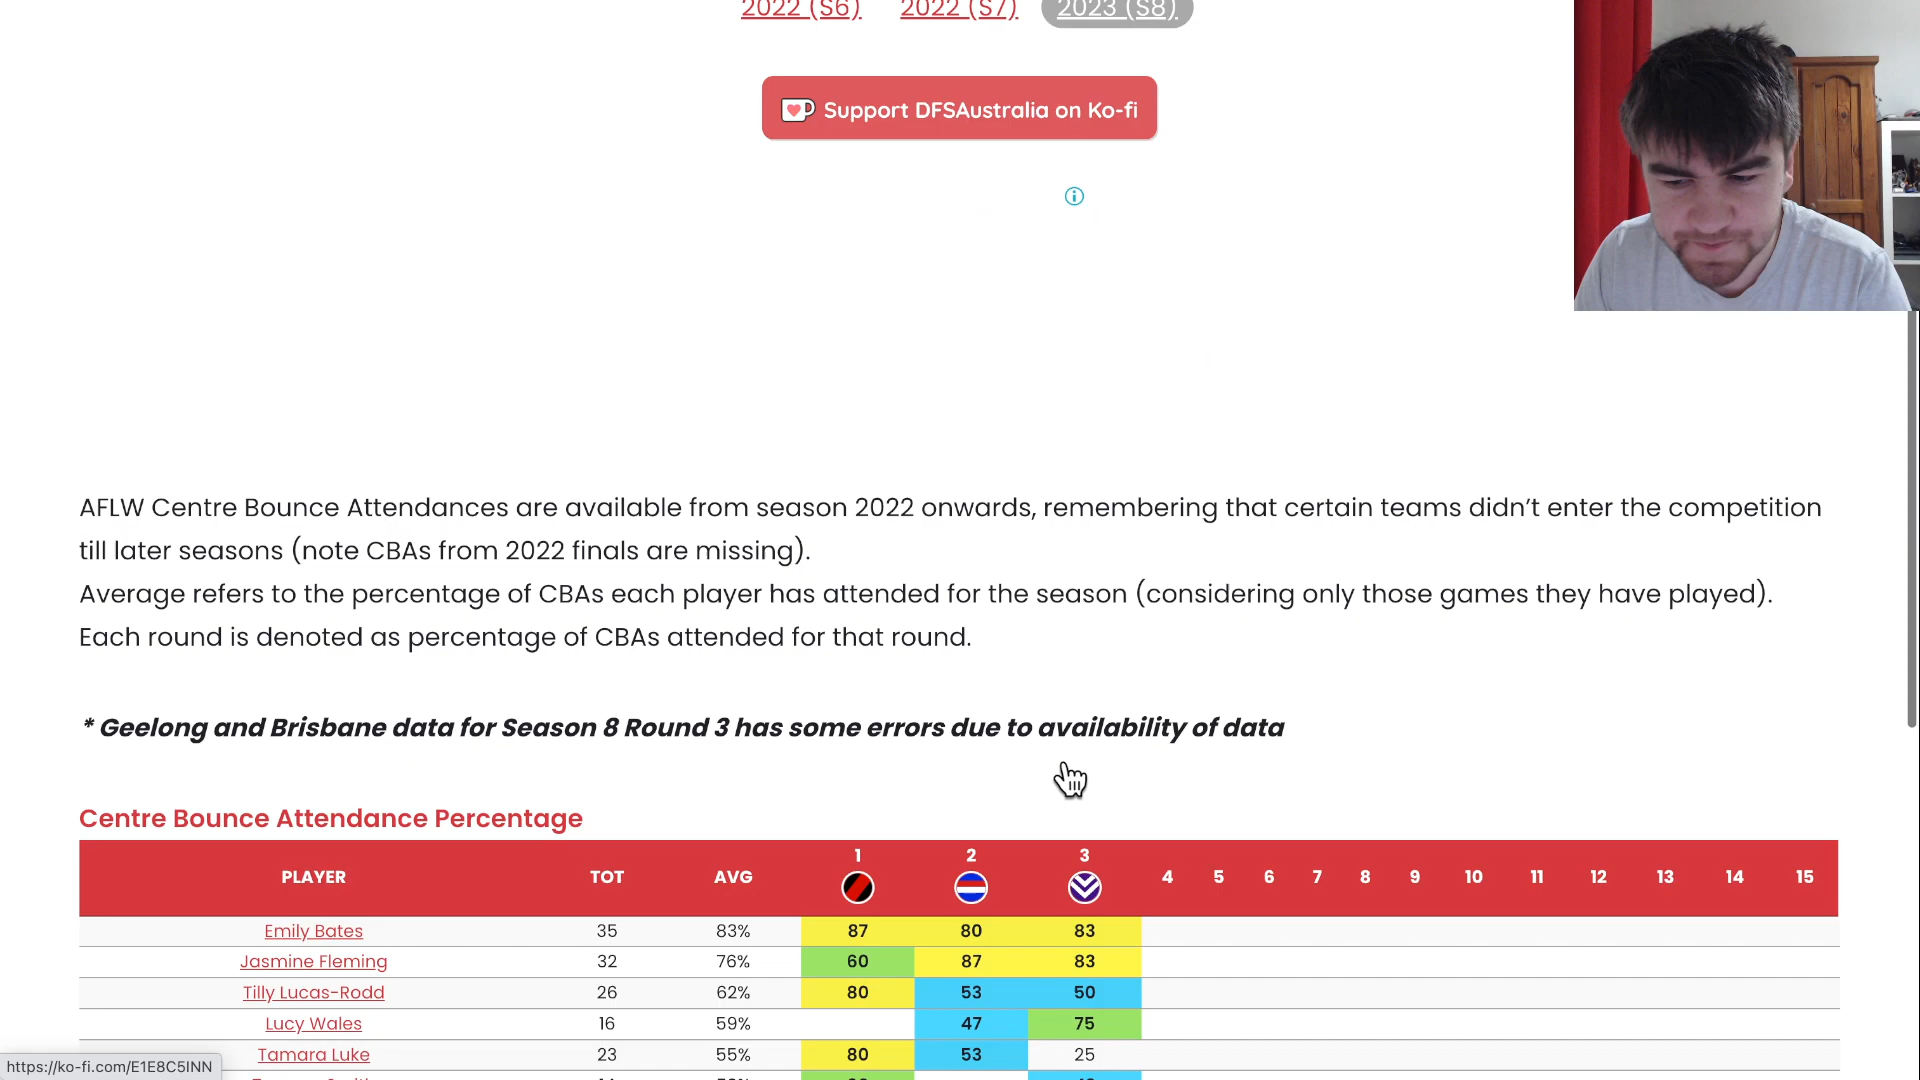 2022 (S6) 2022 (S7) 2023 (S8)
Support DFSAustralia on Ko-fi
AFLW Centre Bounce Attendances are available from season 2022 onwards, remembering that certain teams didn’t enter the competition
till later seasons (note CBAs from 2022 finals are missing).
Average refers to the percentage of CBAs each player has attended for the season (considering only those games they have played).
Each round is denoted as percentage of CBAs attended for that round.
* Geelong and Brisbane data for Season 8 Round 3 has some errors due to availability of data
Centre Bounce Attendance Percentage
PLAYER TOT AVG 1 2 3 4 5 6 7 8 9 10 11 12 13 14 15
Emily Bates 35 83% 87 80 83
Jasmine Fleming 32 76% 60 87 83
Tilly Lucas-Rodd 26 62% 80 53 50
Lucy Wales 16 59% 47 75
Tamara Luke 23 55% 80 53 25
https://ko-fi.com/E1E8C5INN